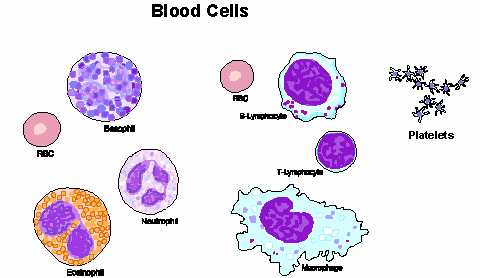 Blood Cells
RBC
Basophil
RBC
B-Lymphocyte
Platelets
T-Lymphocyte
Neutrophil
Eosinophil
Macrophage